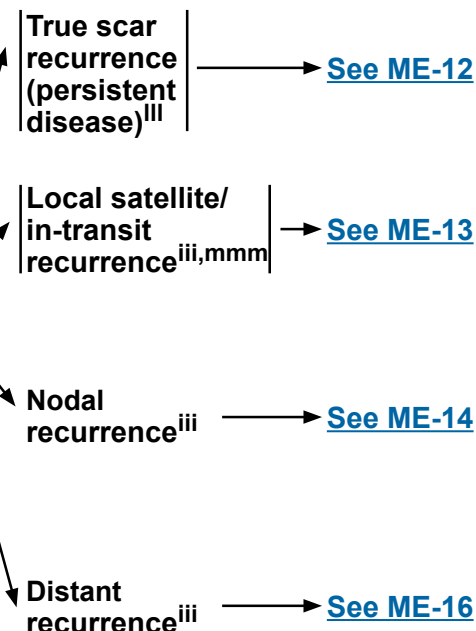 True scar
recurrence
(persistent
disease)lll
See ME-12
Local satellite/
in-transit
recurrenceiii,mmm
See ME-13
Nodal
recurrenceiii
See ME-14
Distant
recurrenceiii
See ME-16